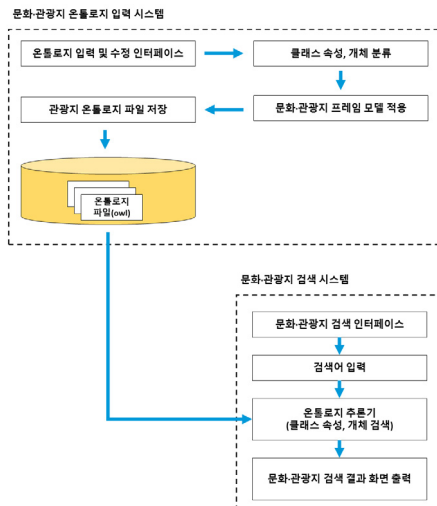 문화·관광지 온톨로지 입력 시스템
온톨로지 입력 및 수정 인터페이스
클래스 속성, 개체 분류
관광지 온톨로지 파일 저장
문화·관광지 프레임 모델 적용
온톨로지
파일(owl)
문화·관광지 검색 시스템
문화·관광지 검색 인터페이스
검색어 입력
온톨로지 추론기
(클래스 속성, 개체 검색)
문화·관광지 검색 결과 화면 출력